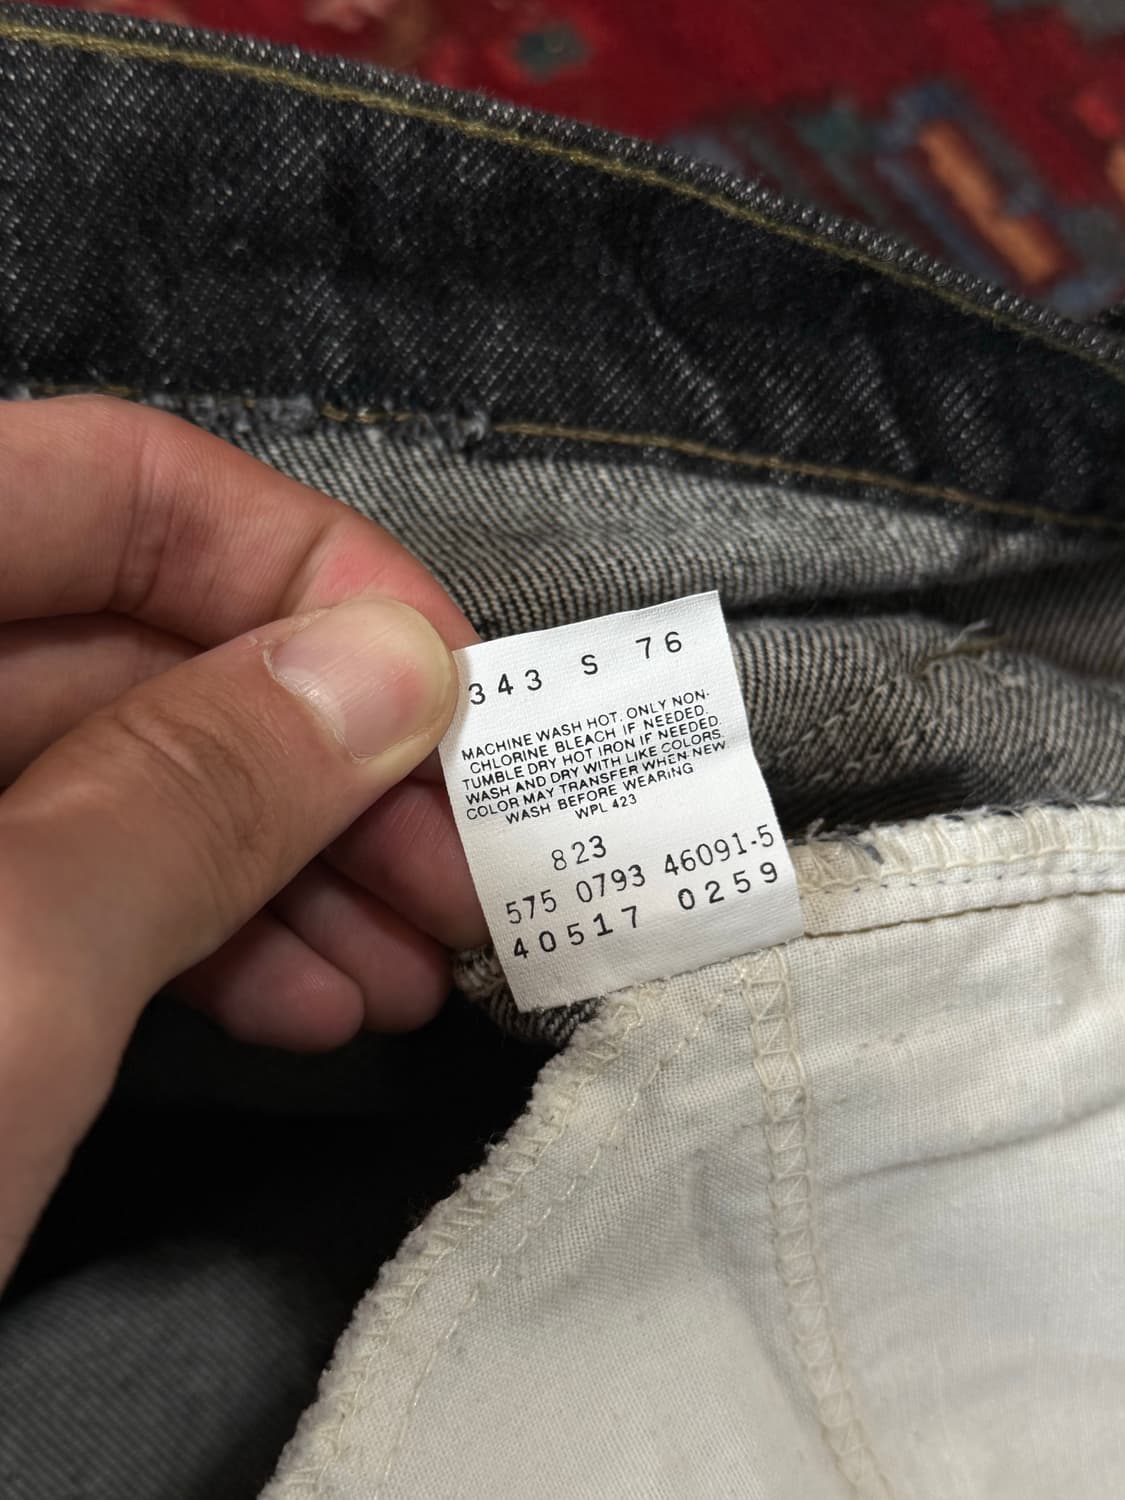 343 S 76
MACHINE WASH HOT. ONLY NON-
CHLORINE BLEACH IF NEEDED.
TUMBLE DRY HOT IRON IF NEEDED.
WASH AND DRY WITH LIKE COLORS.
COLOR MAY TRANSFER WHEN NEW
WASH BEFORE WEARING
WPL 423
823
575 0793 46091-5
40517 0259